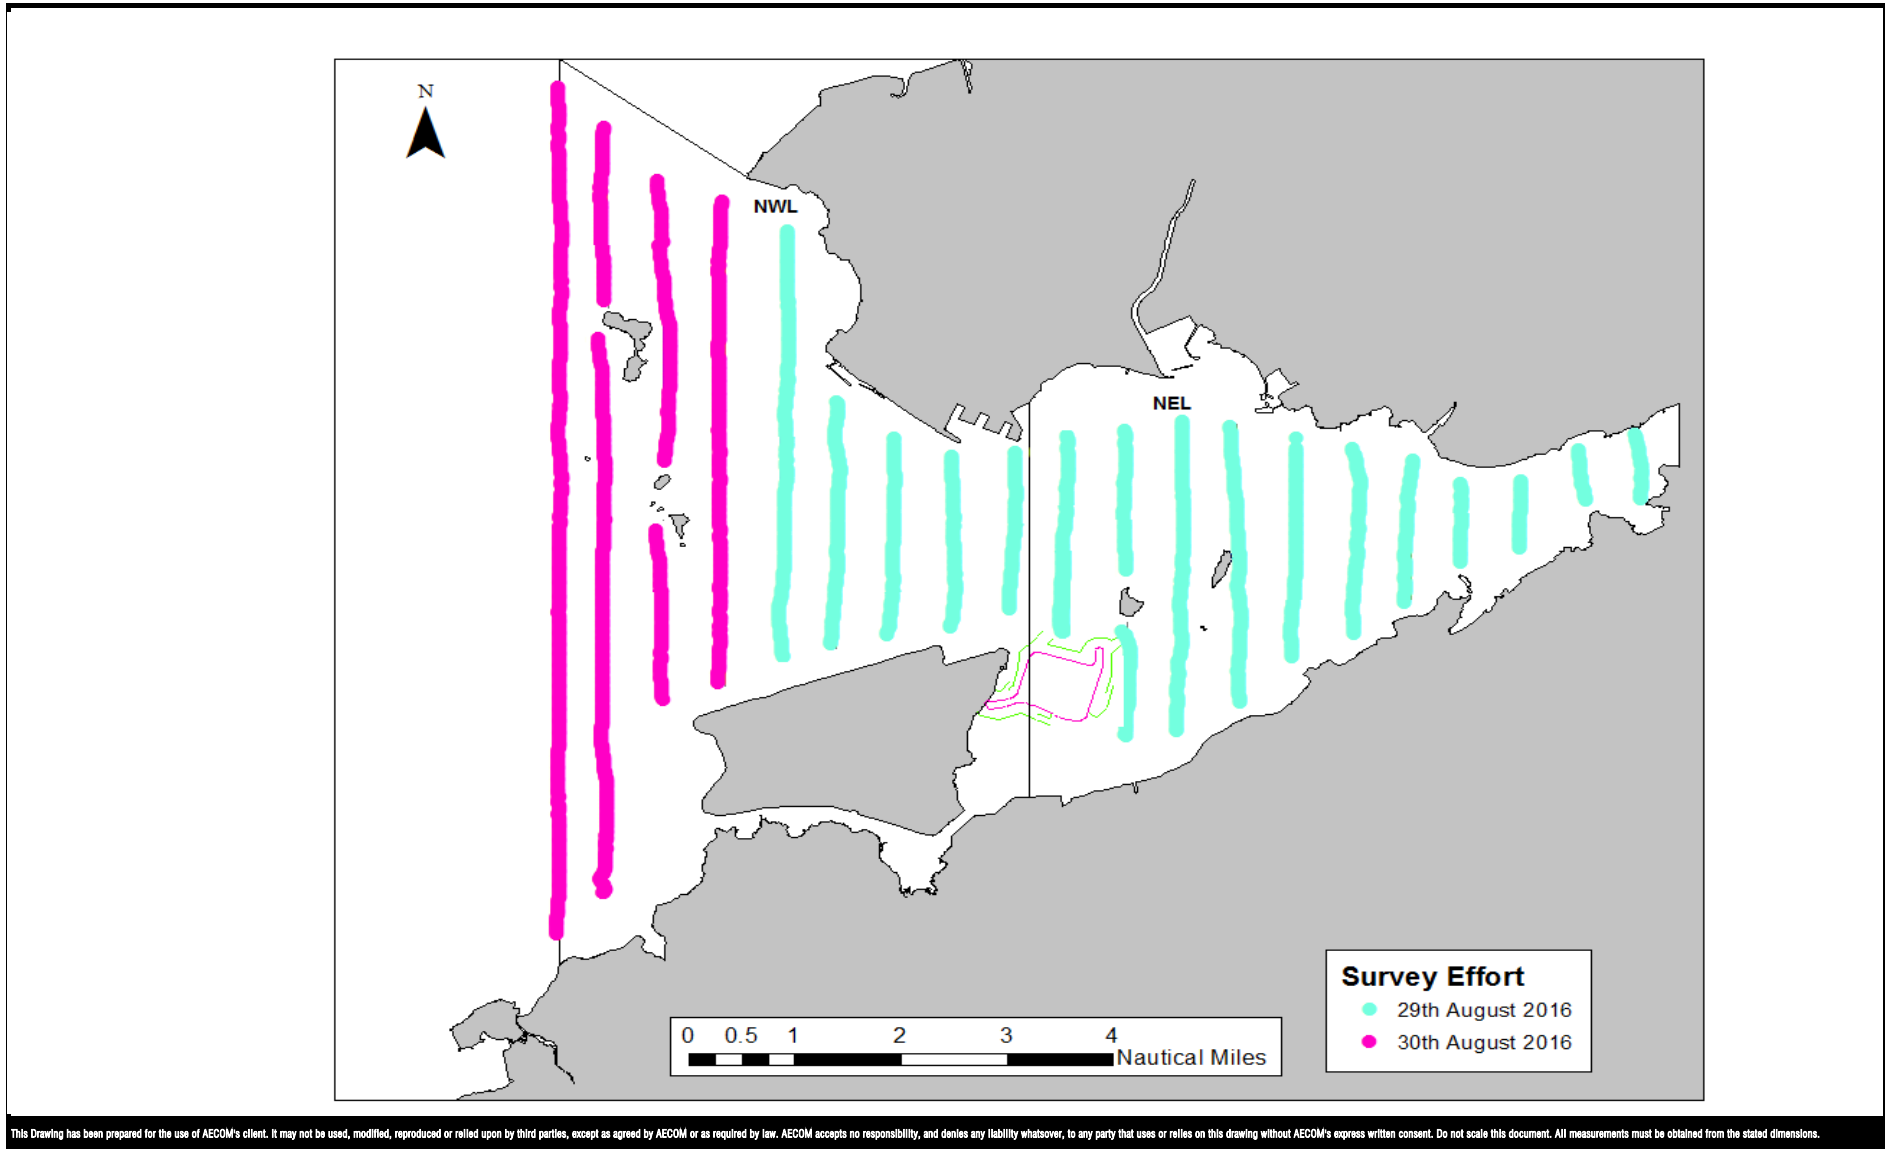 N
NWL
NEL
Survey Effort
29th August 2016
30th August 2016
0 0.5 1 2 3 4
Nautical Miles
This Drawing has been prepared for the use of AECOM's client. It may not be used, modified, reproduced or relied upon by third parties, except as agreed by AECOM or as required by law. AECOM accepts no responsibility, and denies any liability whatsover, to any party that uses or relies on this drawing without AECOM's express written consent. Do not scale this document. All measurements must be obtained from the stated dimensions.